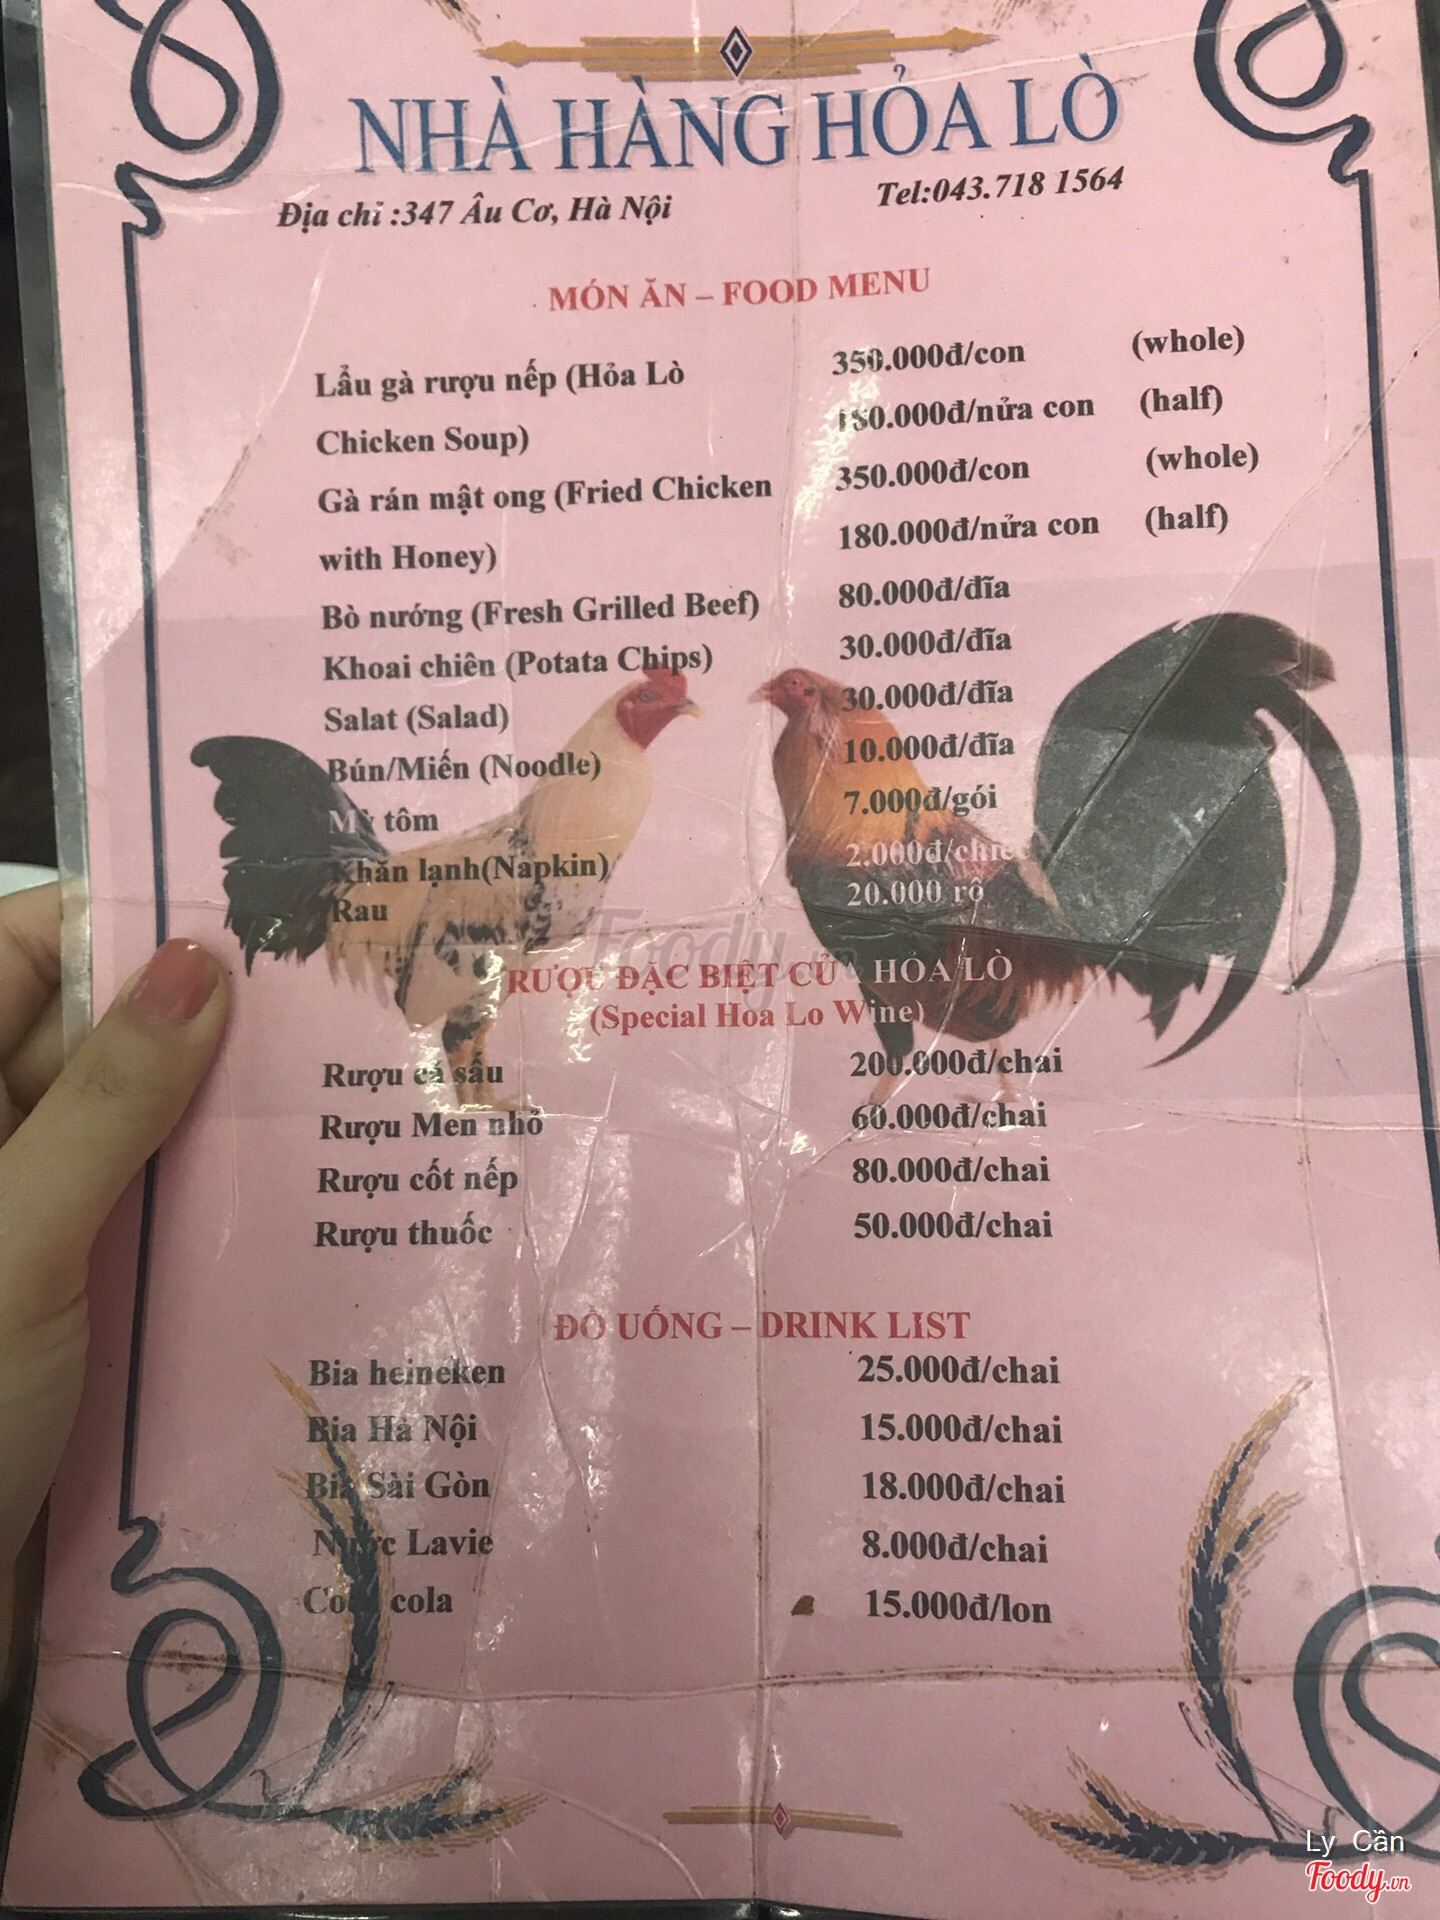 NHÀ HÀNG HỎA LÒ
Địa chỉ :347 Âu Cơ, Hà Nội Tel:043.718 1564
MÓN ĂN – FOOD MENU
Lẩu gà rượu nếp (Hỏa Lò 350.000đ/con (whole)
Chicken Soup) 180.000đ/nửa con (half)
Gà rán mật ong (Fried Chicken 350.000đ/con (whole)
with Honey) 180.000đ/nửa con (half)
Bò nướng (Fresh Grilled Beef) 80.000đ/đĩa
Khoai chiên (Potata Chips) 30.000đ/đĩa
Salat (Salad) 30.000đ/đĩa
Bún/Miến (Noodle) 10.000đ/đĩa
Mỳ tôm 7.000đ/gói
Khăn lạnh(Napkin) 2.000đ/chiếc
Rau 20.000 rổ
Foody.vn
RƯỢU ĐẶC BIỆT CỦA HỎA LÒ
(Special Hoa Lo Wine)
Rượu cá sấu 200.000đ/chai
Rượu Men nhỏ 60.000đ/chai
Rượu cốt nếp 80.000đ/chai
Rượu thuốc 50.000đ/chai
ĐỒ UỐNG – DRINK LIST
Bia heineken 25.000đ/chai
Bia Hà Nội 15.000đ/chai
Bia Sài Gòn 18.000đ/chai
Nước Lavie 8.000đ/chai
Coca cola 15.000đ/lon
Ly Cần
Foody.vn